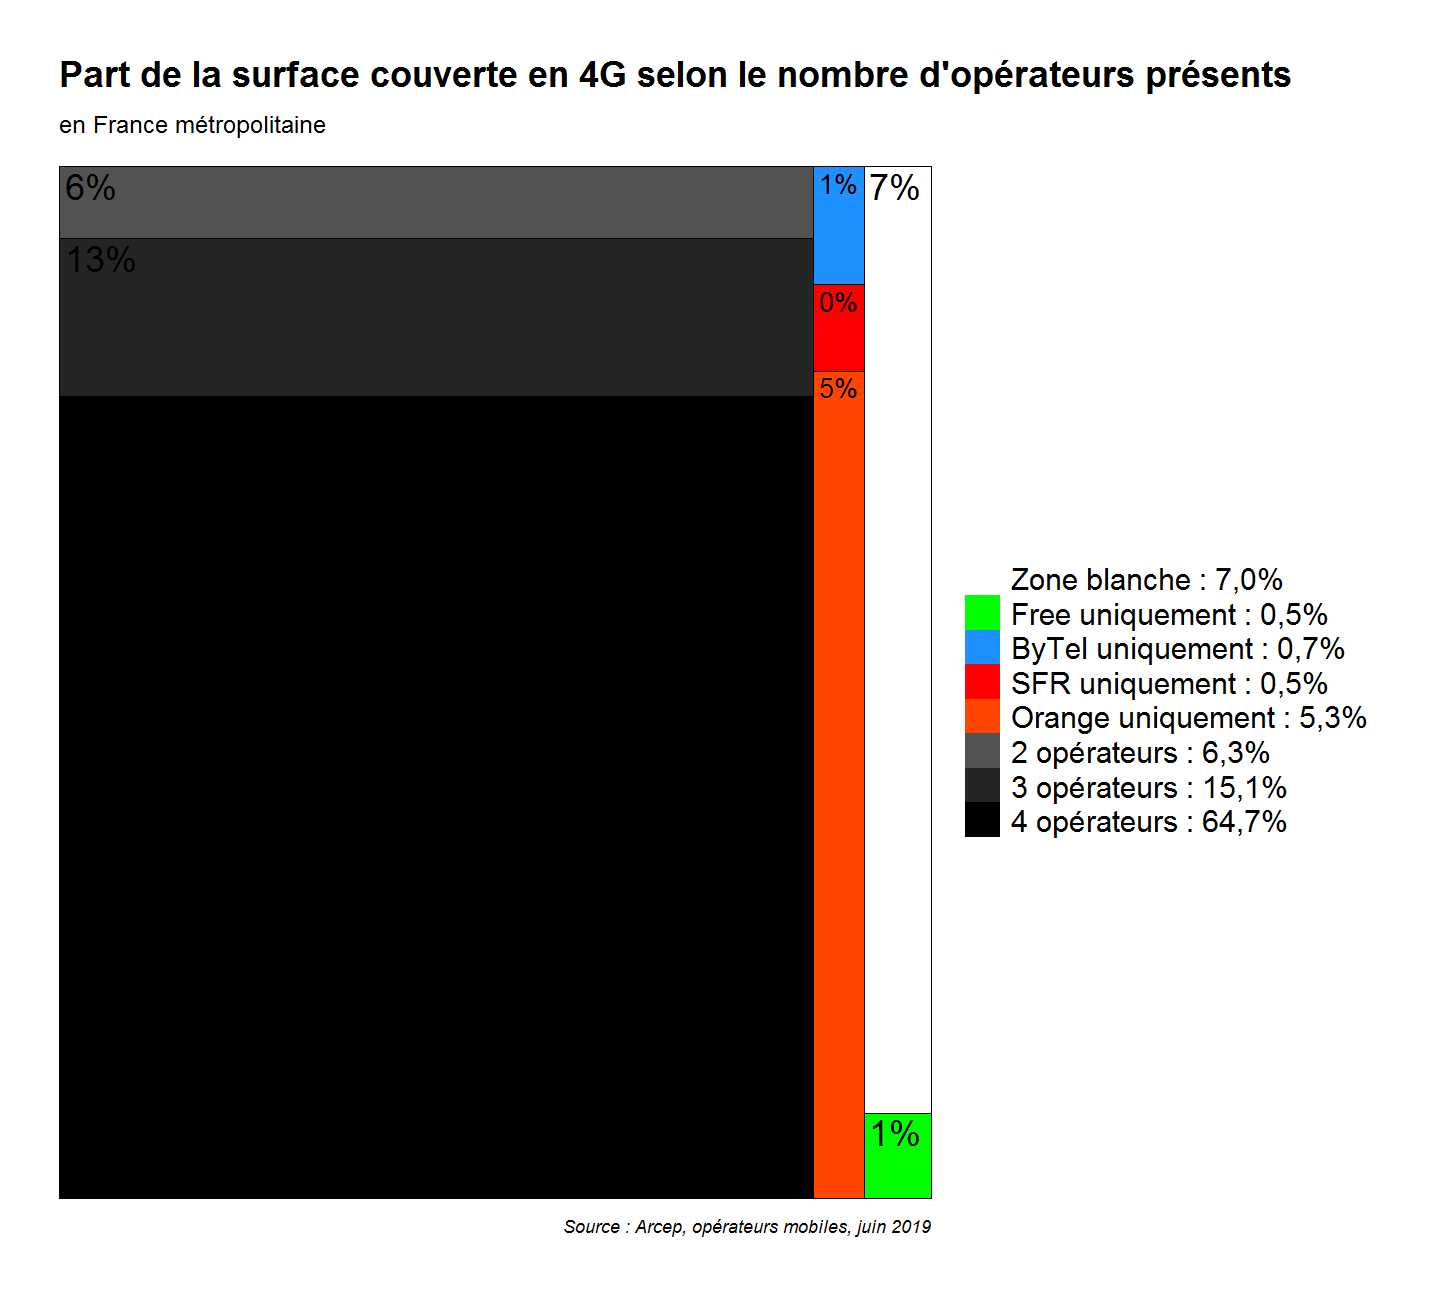 Part de la surface couverte en 4G selon le nombre d'opérateurs présents
en France métropolitaine
6%
1%
7%
13%
0%
5%
1%
Zone blanche : 7,0%
Free uniquement : 0,5%
ByTel uniquement : 0,7%
SFR uniquement : 0,5%
Orange uniquement : 5,3%
2 opérateurs : 6,3%
3 opérateurs : 15,1%
4 opérateurs : 64,7%
Source : Arcep, opérateurs mobiles, juin 2019